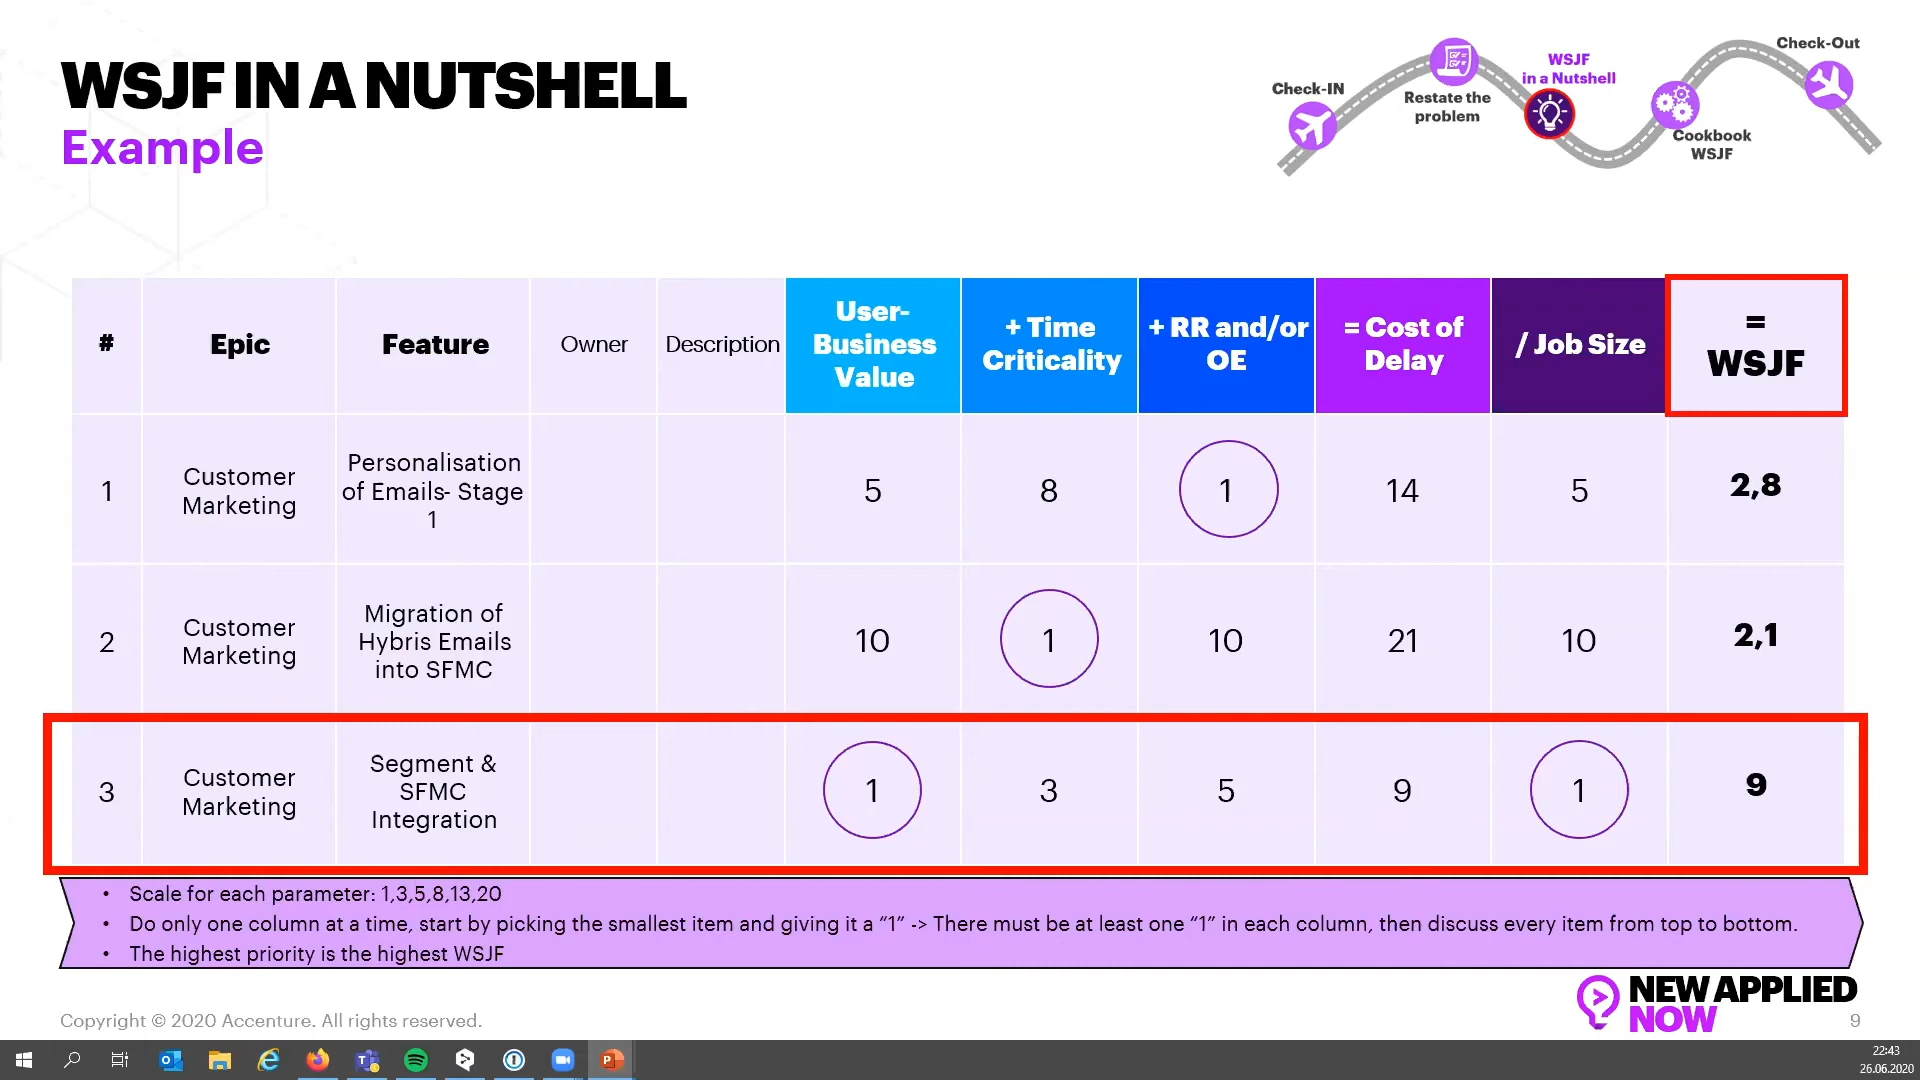 WSJF IN A NUTSHELL
Example
Check-IN
Restate the
problem
WSJF
in a Nutshell
Cookbook
WSJF
Check-Out
#
Epic
Feature
Owner
Description
User-
Business
Value
+ Time
Criticality
+ RR and/or
OE
= Cost of
Delay
/ Job Size
=
WSJF
1
Customer
Marketing
Personalisation
of Emails- Stage
1
5
8
1
14
5
2,8
2
Customer
Marketing
Migration of
Hybris Emails
into SFMC
10
1
10
21
10
2,1
3
Customer
Marketing
Segment &
SFMC
Integration
1
3
5
9
1
9
• Scale for each parameter: 1,3,5,8,13,20
• Do only one column at a time, start by picking the smallest item and giving it a “1” -> There must be at least one “1” in each column, then discuss every item from top to bottom.
• The highest priority is the highest WSJF
NEW APPLIED
NOW
Copyright © 2020 Accenture. All rights reserved.
9
22:43
26.06.2020